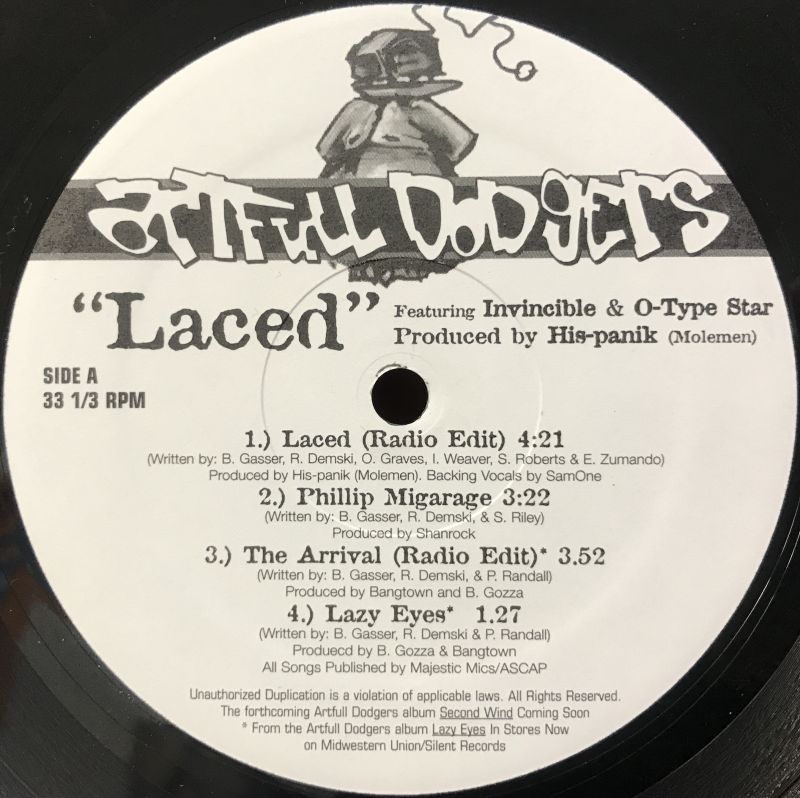 artfull Dodgers
"Laced" Featuring Invincible & O-Type Star
Produced by His-panik (Molemen)
SIDE A
33 1/3 RPM
1.) Laced (Radio Edit) 4:21
(Written by: B. Gasser, R. Demski, O. Graves, I. Weaver, S. Roberts & E. Zumando)
Produced by His-panik (Molemen). Backing Vocals by SamOne
2.) Phillip Migarage 3:22
(Written by: B. Gasser, R. Demski, & S. Riley)
Produced by Shanrock
3.) The Arrival (Radio Edit)* 3.52
(Written by: B. Gasser, R. Demski, & P. Randall)
Produced by Bangtown and B. Gozza
4.) Lazy Eyes* 1.27
(Written by: B. Gasser, R. Demski & P. Randall)
Produecd by B. Gozza & Bangtown
All Songs Published by Majestic Mics/ASCAP
Unauthorized Duplication is a violation of applicable laws. All Rights Reserved.
The forthcoming Artfull Dodgers album Second Wind Coming Soon
* From the Artfull Dodgers album Lazy Eyes In Stores Now
on Midwestern Union/Silent Records